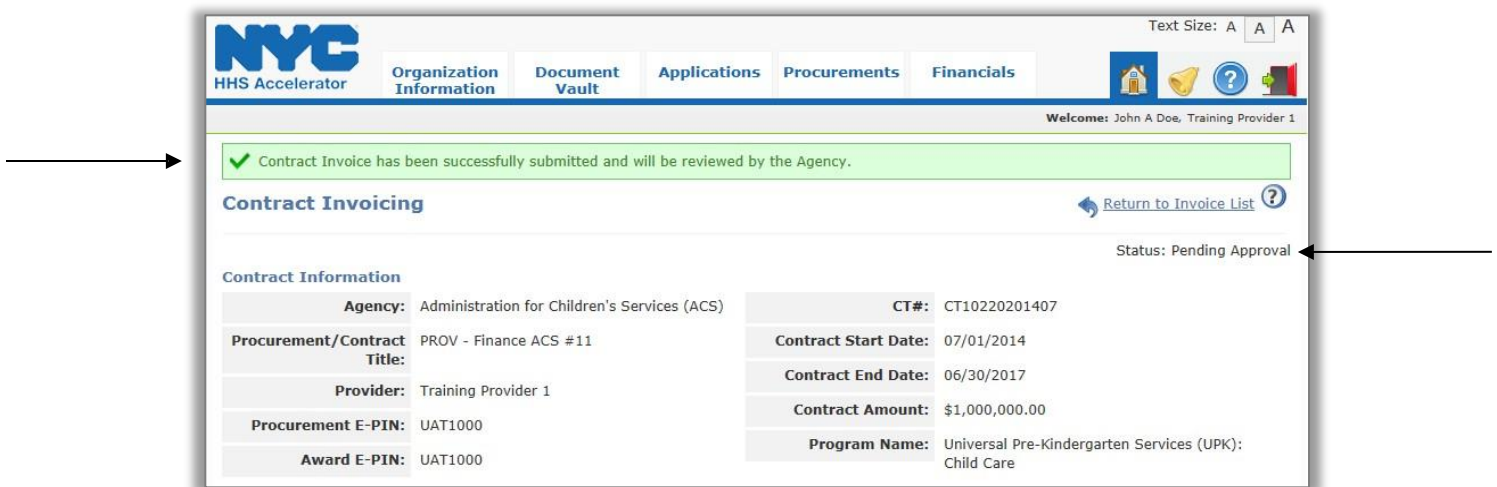 Text Size: A A A
NYC
HHS Accelerator
Organization Information
Document Vault
Applications
Procurements
Financials
?
Welcome: John A Doe, Training Provider 1
Contract Invoice has been successfully submitted and will be reviewed by the Agency.
Contract Invoicing
Return to Invoice List ?
Status: Pending Approval
Contract Information
Agency: Administration for Children's Services (ACS)
CT#: CT10220201407
Procurement/Contract Title: PROV - Finance ACS #11
Contract Start Date: 07/01/2014
Contract End Date: 06/30/2017
Provider: Training Provider 1
Contract Amount: $1,000,000.00
Procurement E-PIN: UAT1000
Program Name: Universal Pre-Kindergarten Services (UPK):
Child Care
Award E-PIN: UAT1000